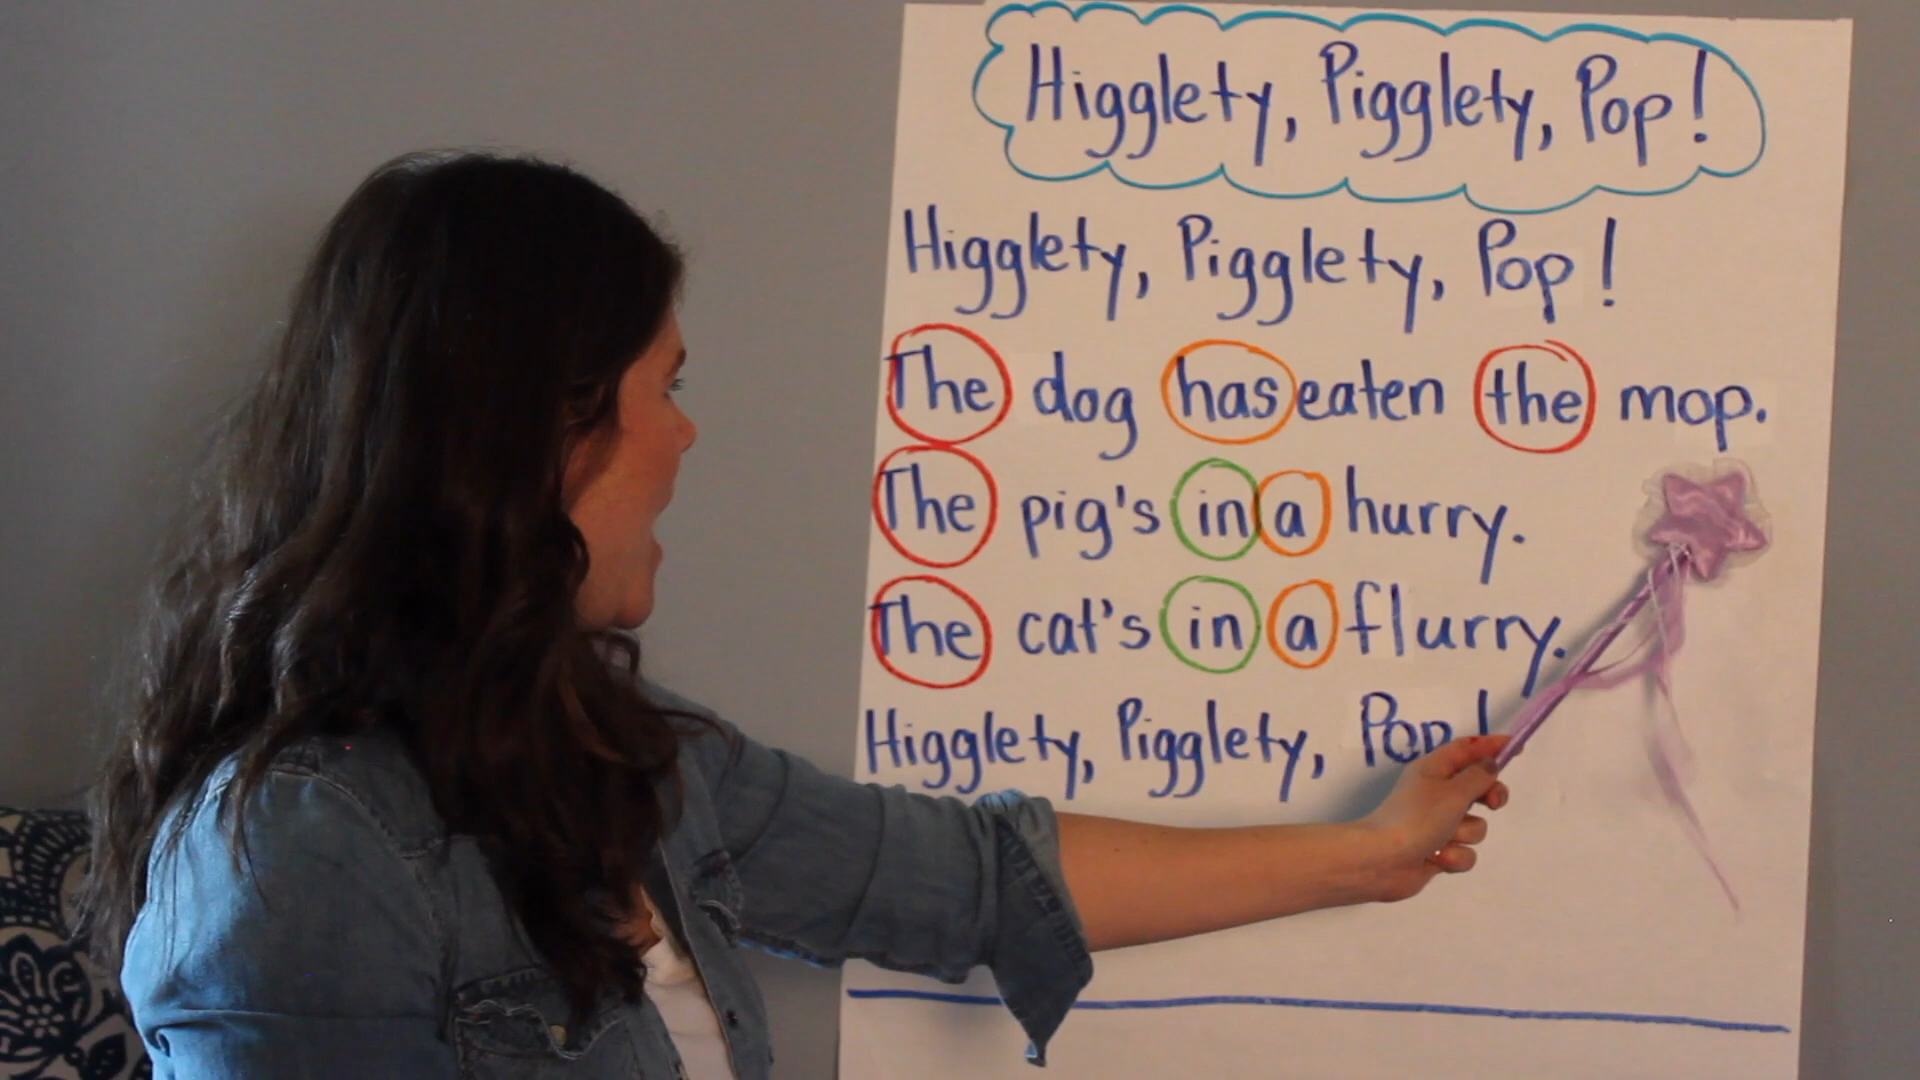 Higglety, Pigglety, Pop!
Higglety, Pigglety, Pop!
The dog has eaten the mop.
The pig's in a hurry.
The cat's in a flurry.
Higglety, Pigglety, Pop!